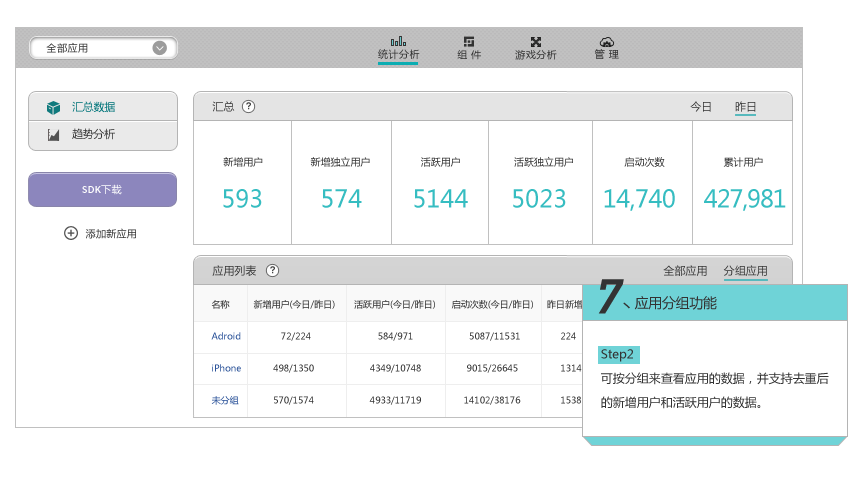 全部应用
统计分析
组 件
游戏分析
管 理
汇总数据
趋势分析
SDK下载
添加新应用
汇总 ?
今日 昨日
新增用户 新增独立用户 活跃用户 活跃独立用户 启动次数 累计用户
593 574 5144 5023 14,740 427,981
应用列表 ?
全部应用 分组应用
名称 新增用户(今日/昨日) 活跃用户(今日/昨日) 启动次数(今日/昨日) 昨日新增
Adroid 72/224 584/971 5087/11531 224
iPhone 498/1350 4349/10748 9015/26645 1314
未分组 570/1574 4933/11719 14102/38176 1538
7、应用分组功能
Step2
可按分组来查看应用的数据，并支持去重后
的新增用户和活跃用户的数据。